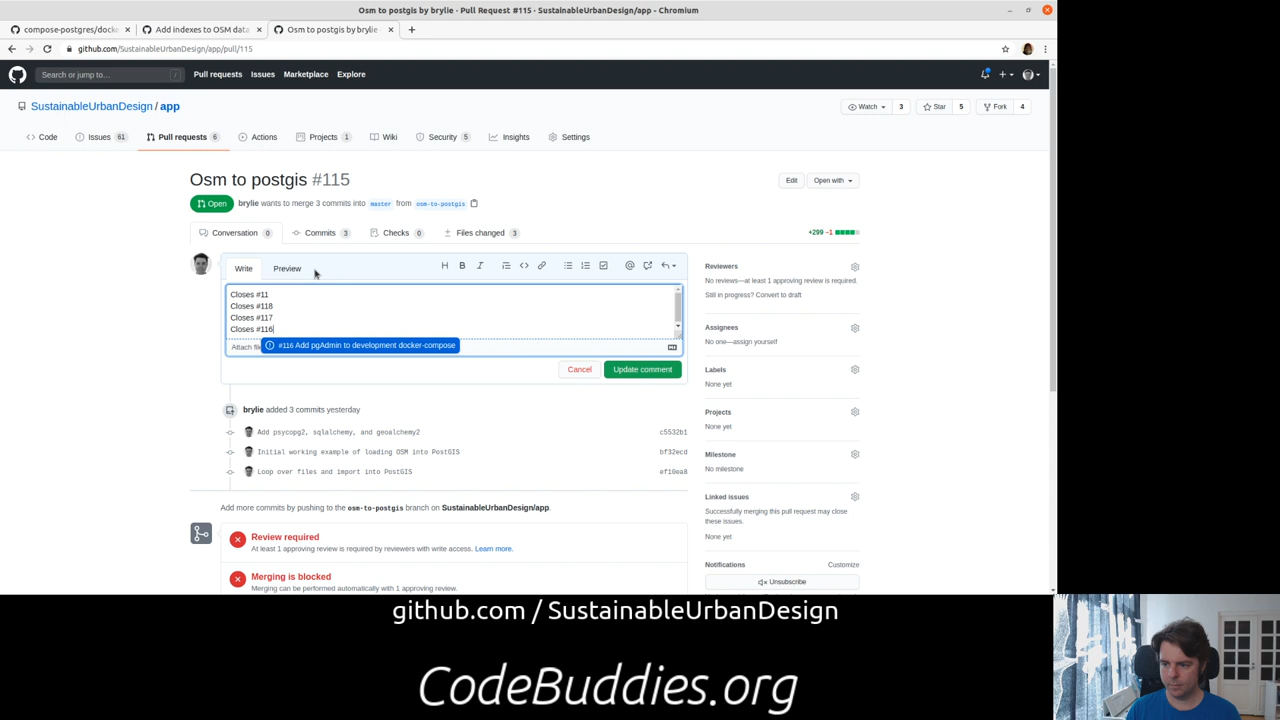 Osm to postgis by brylie · Pull Request #115 · SustainableUrbanDesign/app - Chromium
compose-postgres/docke
Add indexes to OSM data
Osm to postgis by brylie ·
github.com/SustainableUrbanDesign/app/pull/115
Search or jump to… /
Pull requests Issues Marketplace Explore
SustainableUrbanDesign / app
Watch 3
Star 5
Fork 4
Code
Issues 61
Pull requests 6
Actions
Projects 1
Wiki
Security 5
Insights
Settings
Osm to postgis #115
Edit
Open with
Open
brylie wants to merge 3 commits into master from osm-to-postgis
Conversation 0
Commits 3
Checks 0
Files changed 3
+299 −1
Write
Preview
Closes #11
Closes #118
Closes #117
Closes #116
Attach file
#116 Add pgAdmin to development docker-compose
Cancel
Update comment
brylie added 3 commits yesterday
Add psycopg2, sqlalchemy, and geoalchemy2 c5532b1
Initial working example of loading OSM into PostGIS bf32ecd
Loop over files and import into PostGIS ef10ea8
Add more commits by pushing to the osm-to-postgis branch on SustainableUrbanDesign/app.
Review required
At least 1 approving review is required by reviewers with write access. Learn more.
Merging is blocked
Merging can be performed automatically with 1 approving review.
Reviewers
No reviews—at least 1 approving review is required.
Still in progress? Convert to draft
Assignees
No one—assign yourself
Labels
None yet
Projects
None yet
Milestone
No milestone
Linked issues
Successfully merging this pull request may close
these issues.
None yet
Notifications
Customize
Unsubscribe
github.com / SustainableUrbanDesign
CodeBuddies.org